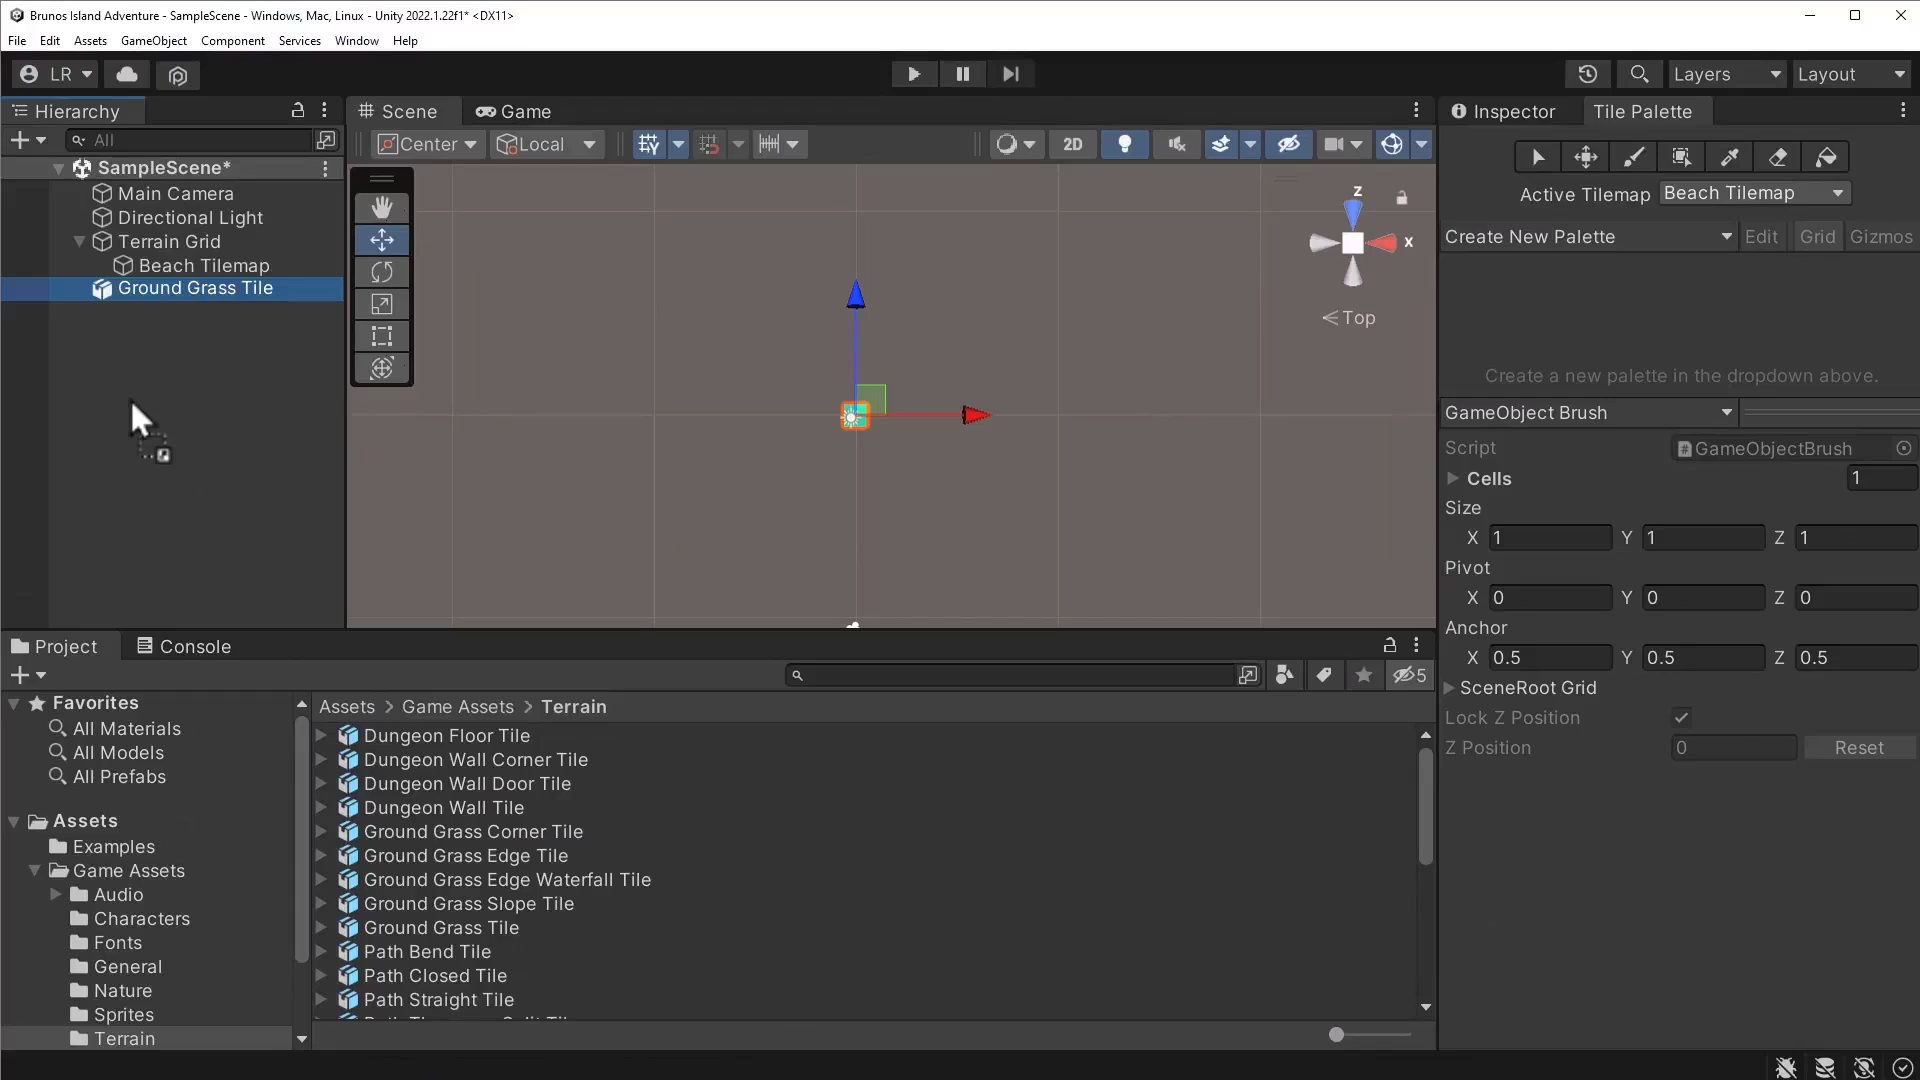 Brunos Island Adventure - SampleScene - Windows, Mac, Linux - Unity 2022.1.22f1* <DX11>
File Edit Assets GameObject Component Services Window Help
LR
Layers
Layout
Hierarchy
Scene
Game
Inspector
Tile Palette
All
Center
Local
2D
SampleScene*
Main Camera
Directional Light
Terrain Grid
Beach Tilemap
Ground Grass Tile
z
x
Top
Active Tilemap Beach Tilemap
Create New Palette Edit Grid Gizmos
Create a new palette in the dropdown above.
GameObject Brush
Script GameObjectBrush
Cells 1
Size
X 1 Y 1 Z 1
Pivot
X 0 Y 0 Z 0
Anchor
X 0.5 Y 0.5 Z 0.5
SceneRoot Grid
Lock Z Position
Z Position 0 Reset
Project
Console
5
Favorites
All Materials
All Models
All Prefabs
Assets
Examples
Game Assets
Audio
Characters
Fonts
General
Nature
Sprites
Terrain
Assets > Game Assets > Terrain
Dungeon Floor Tile
Dungeon Wall Corner Tile
Dungeon Wall Door Tile
Dungeon Wall Tile
Ground Grass Corner Tile
Ground Grass Edge Tile
Ground Grass Edge Waterfall Tile
Ground Grass Slope Tile
Ground Grass Tile
Path Bend Tile
Path Closed Tile
Path Straight Tile